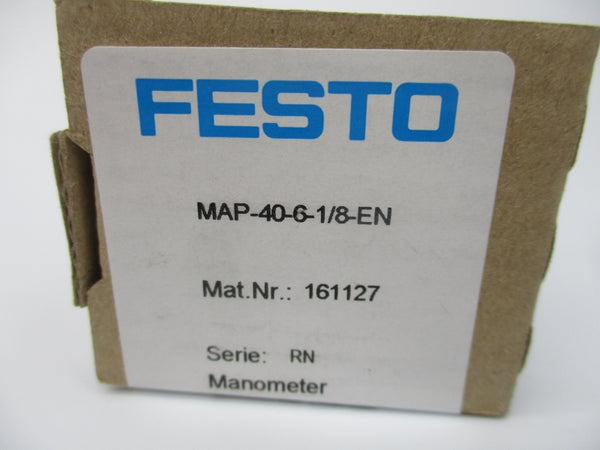 FESTO
MAP-40-6-1/8-EN
Mat.Nr.: 161127
Serie: RN
Manometer